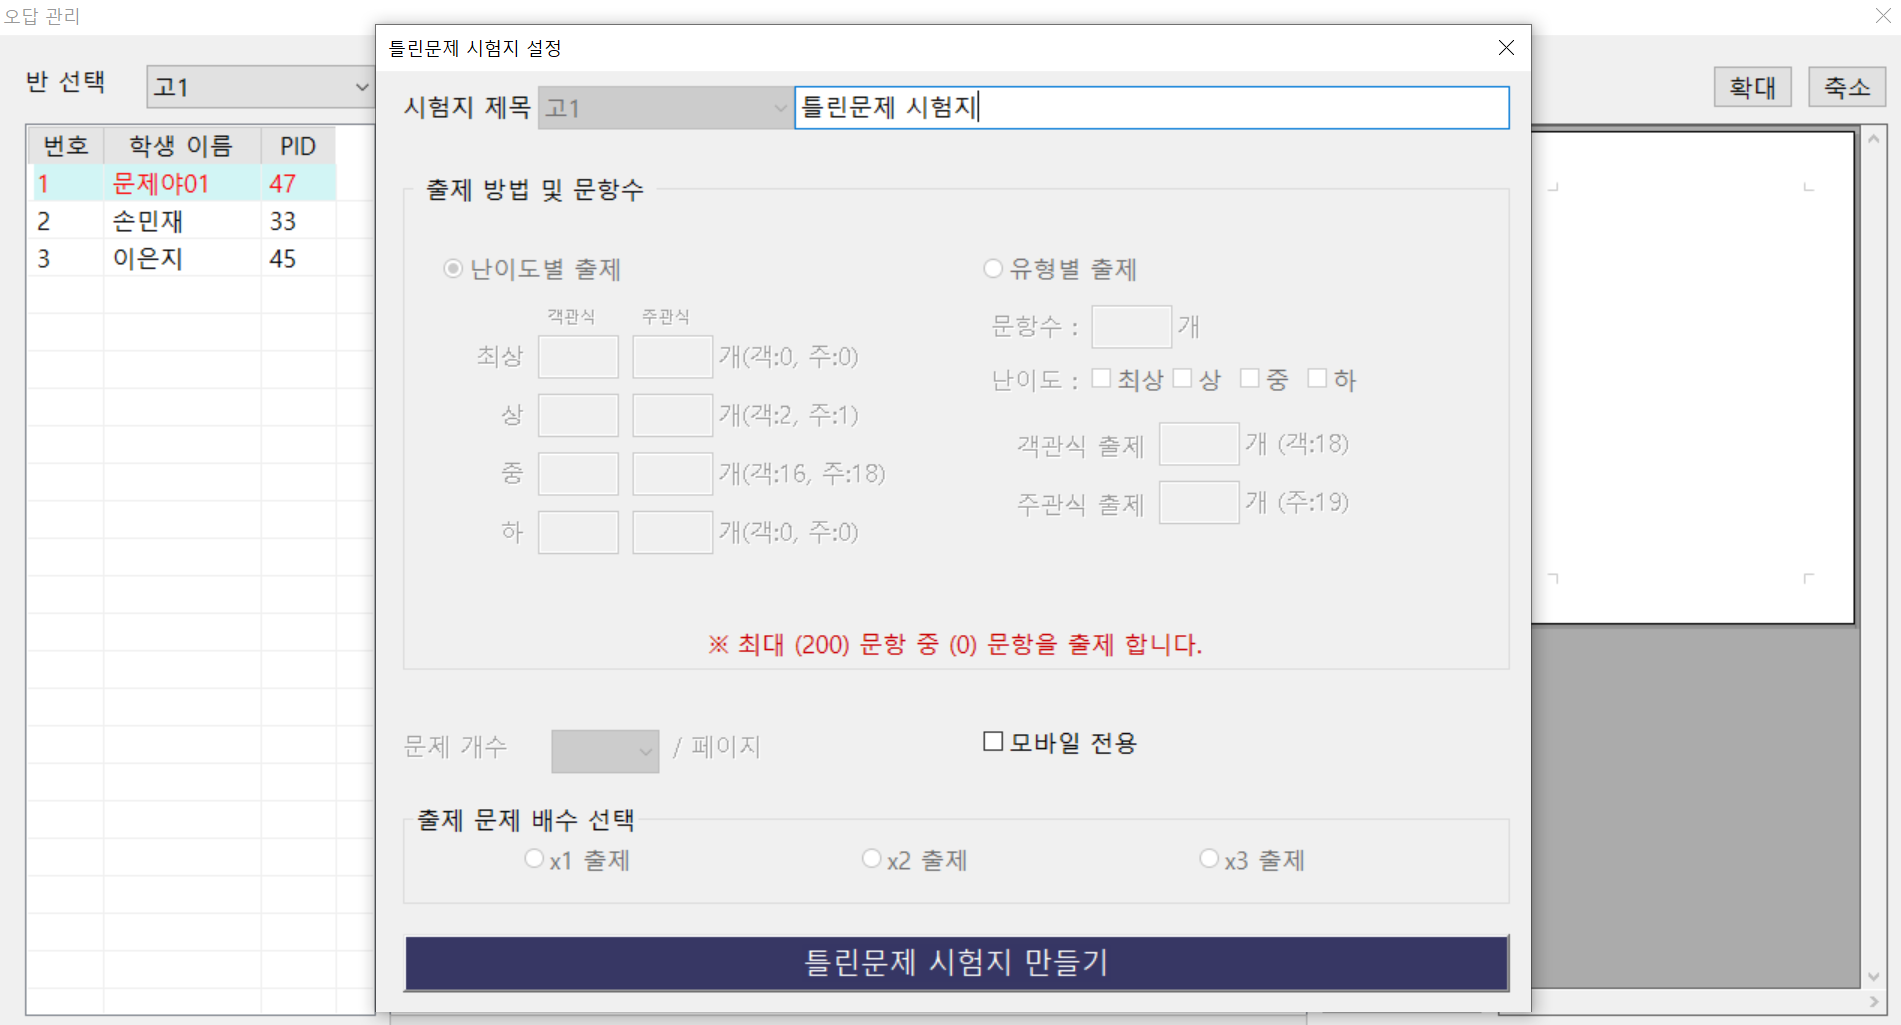 오답 관리
틀린문제 시험지 설정
반 선택
고1
확대
축소
시험지 제목
고1
틀린문제 시험지
번호 학생 이름 PID
1 문제야01 47
2 손민재 33
3 이은지 45
출제 방법 및 문항수
난이도별 출제
객관식 주관식
최상 개(객:0, 주:0)
상 개(객:2, 주:1)
중 개(객:16, 주:18)
하 개(객:0, 주:0)
유형별 출제
문항수 : 개
난이도 : 최상 상 중 하
객관식 출제 개 (객:18)
주관식 출제 개 (주:19)
※ 최대 (200) 문항 중 (0) 문항을 출제 합니다.
문제 개수 / 페이지
모바일 전용
출제 문제 배수 선택
x1 출제 x2 출제 x3 출제
틀린문제 시험지 만들기